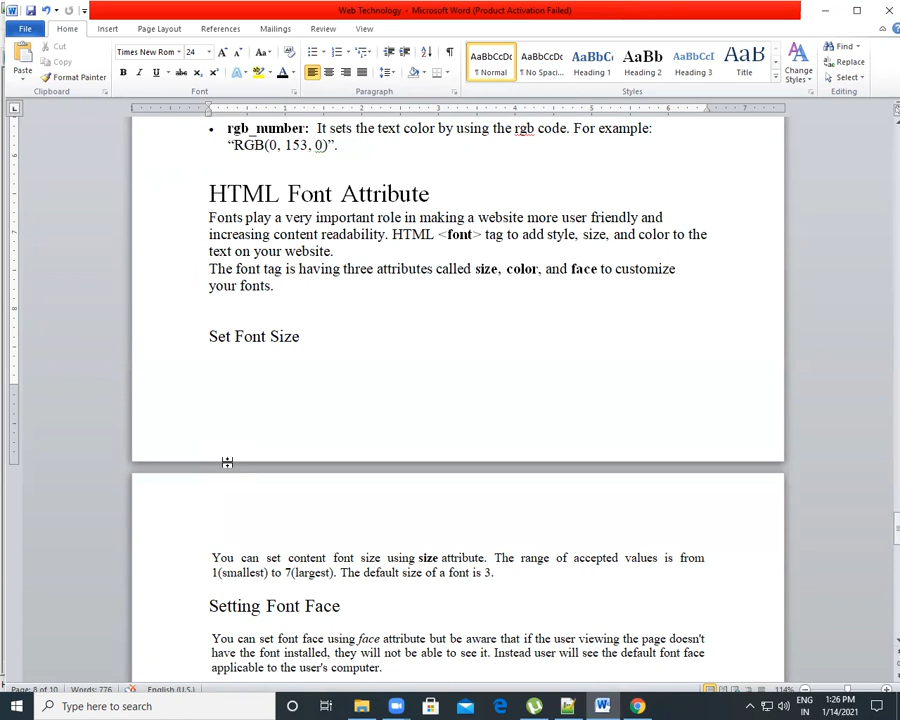 Web Technology - Microsoft Word (Product Activation Failed)
File Home Insert Page Layout References Mailings Review View
Paste
Cut
Copy
Format Painter
Clipboard
Times New Rom 24
Font
Paragraph
AaBbCcDc AaBbCcDc AaBbC AaBb AaBbCcI AaB
¶ Normal ¶ No Spaci... Heading 1 Heading 2 Heading 3 Title
Change Styles
Styles
Find
Replace
Select
Editing
• rgb_number: It sets the text color by using the rgb code. For example:
“RGB(0, 153, 0)”.
HTML Font Attribute
Fonts play a very important role in making a website more user friendly and
increasing content readability. HTML <font> tag to add style, size, and color to the
text on your website.
The font tag is having three attributes called size, color, and face to customize
your fonts.
Set Font Size
You can set content font size using size attribute. The range of accepted values is from
1(smallest) to 7(largest). The default size of a font is 3.
Setting Font Face
You can set font face using face attribute but be aware that if the user viewing the page doesn't
have the font installed, they will not be able to see it. Instead user will see the default font face
applicable to the user's computer.
Page: 8 of 10 Words: 776 English (U.S.) 114%
Type here to search
ENG
IN
1:26 PM
1/14/2021